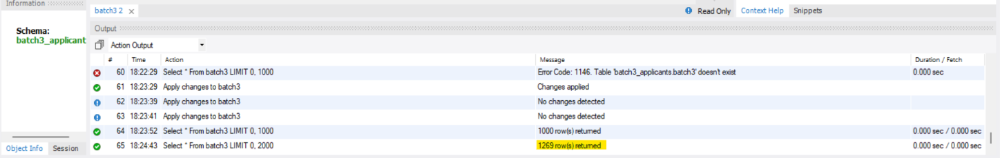 Information
Schema:
batch3_applicant
Object Info Session
batch3 2
Read Only Context Help Snippets
Output
Action Output
# Time Action Message Duration / Fetch
60 18:22:29 Select * From batch3 LIMIT 0, 1000 Error Code: 1146. Table 'batch3_applicants.batch3' doesn't exist 0.000 sec
61 18:23:29 Apply changes to batch3 Changes applied
62 18:23:39 Apply changes to batch3 No changes detected
63 18:23:41 Apply changes to batch3 No changes detected
64 18:23:52 Select * From batch3 LIMIT 0, 1000 1000 row(s) returned 0.000 sec / 0.000 sec
65 18:24:43 Select * From batch3 LIMIT 0, 2000 1269 row(s) returned 0.000 sec / 0.000 sec